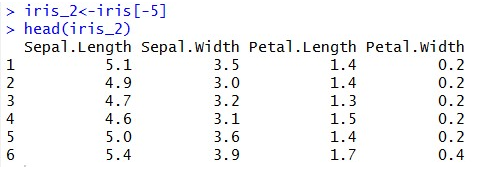 > iris_2<-iris[-5]
> head(iris_2)
  Sepal.Length Sepal.Width Petal.Length Petal.Width
1          5.1         3.5          1.4         0.2
2          4.9         3.0          1.4         0.2
3          4.7         3.2          1.3         0.2
4          4.6         3.1          1.5         0.2
5          5.0         3.6          1.4         0.2
6          5.4         3.9          1.7         0.4